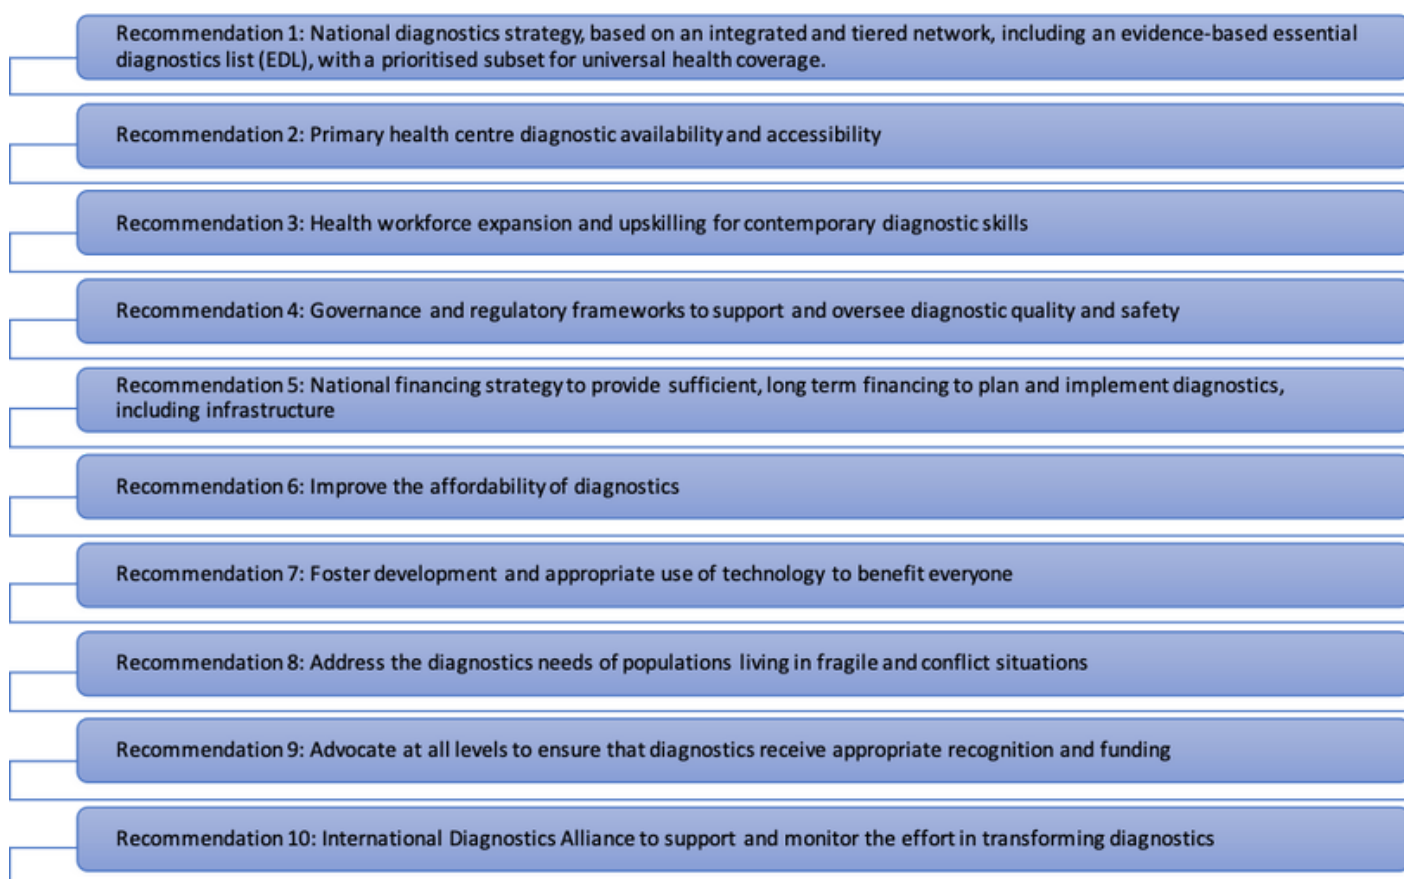 Recommendation 1: National diagnostics strategy, based on an integrated and tiered network, including an evidence-based essential
diagnostics list (EDL), with a prioritised subset for universal health coverage.
Recommendation 2: Primary health centre diagnostic availability and accessibility
Recommendation 3: Health workforce expansion and upskilling for contemporary diagnostic skills
Recommendation 4: Governance and regulatory frameworks to support and oversee diagnostic quality and safety
Recommendation 5: National financing strategy to provide sufficient, long term financing to plan and implement diagnostics,
including infrastructure
Recommendation 6: Improve the affordability of diagnostics
Recommendation 7: Foster development and appropriate use of technology to benefit everyone
Recommendation 8: Address the diagnostics needs of populations living in fragile and conflict situations
Recommendation 9: Advocate at all levels to ensure that diagnostics receive appropriate recognition and funding
Recommendation 10: International Diagnostics Alliance to support and monitor the effort in transforming diagnostics